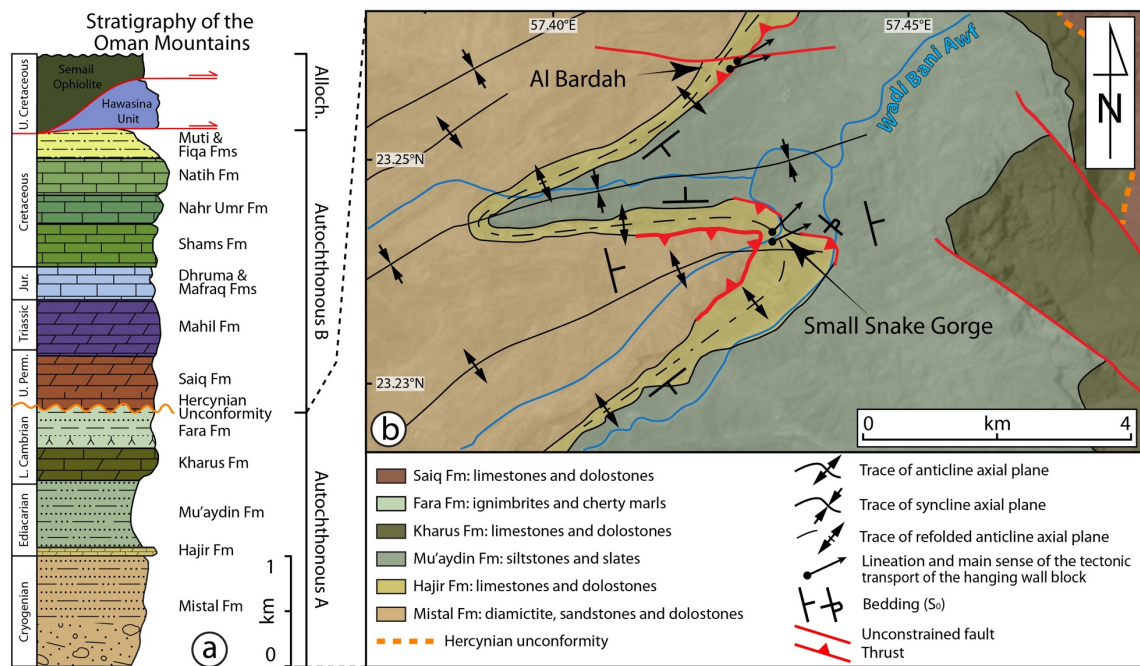 Stratigraphy of the
Oman Mountains
U. Cretaceous
Cretaceous
Jur.
Triassic
U. Perm.
L. Cambrian
Ediacarian
Cryogenian
Semail
Ophiolite
Hawasina
Unit
Muti &
Fiqa Fms
Natih Fm
Nahr Umr Fm
Shams Fm
Dhruma &
Mafraq Fms
Mahil Fm
Saiq Fm
Hercynian
Unconformity
Fara Fm
Kharus Fm
Mu'aydin Fm
Hajir Fm
Mistal Fm
Alloch.
Autochthonous B
Autochthonous A
1
km
0
a
57.40°E
57.45°E
23.25°N
23.23°N
Al Bardah
Wadi Bani Awf
Small Snake Gorge
N
b
0 km 4
Saiq Fm: limestones and dolostones
Fara Fm: ignimbrites and cherty marls
Kharus Fm: limestones and dolostones
Mu'aydin Fm: siltstones and slates
Hajir Fm: limestones and dolostones
Mistal Fm: diamictite, sandstones and dolostones
Hercynian unconformity
Trace of anticline axial plane
Trace of syncline axial plane
Trace of refolded anticline axial plane
Lineation and main sense of the tectonic
transport of the hanging wall block
Bedding (S₀)
Unconstrained fault
Thrust